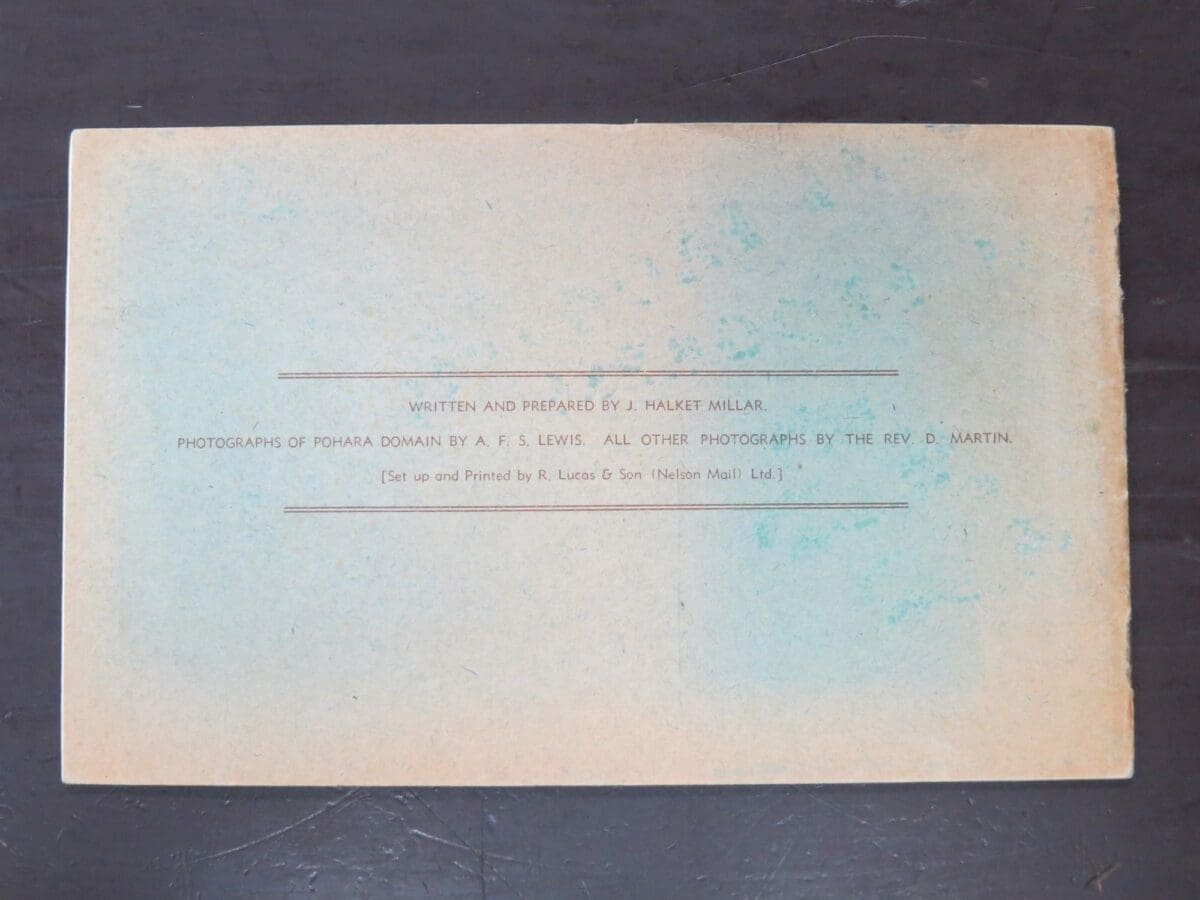 WRITTEN AND PREPARED BY J. HALKET MILLAR.
PHOTOGRAPHS OF POHARA DOMAIN BY A. F. S. LEWIS. ALL OTHER PHOTOGRAPHS BY THE REV. D. MARTIN.
[Set up and Printed by R. Lucas & Son (Nelson Mail) Ltd.]